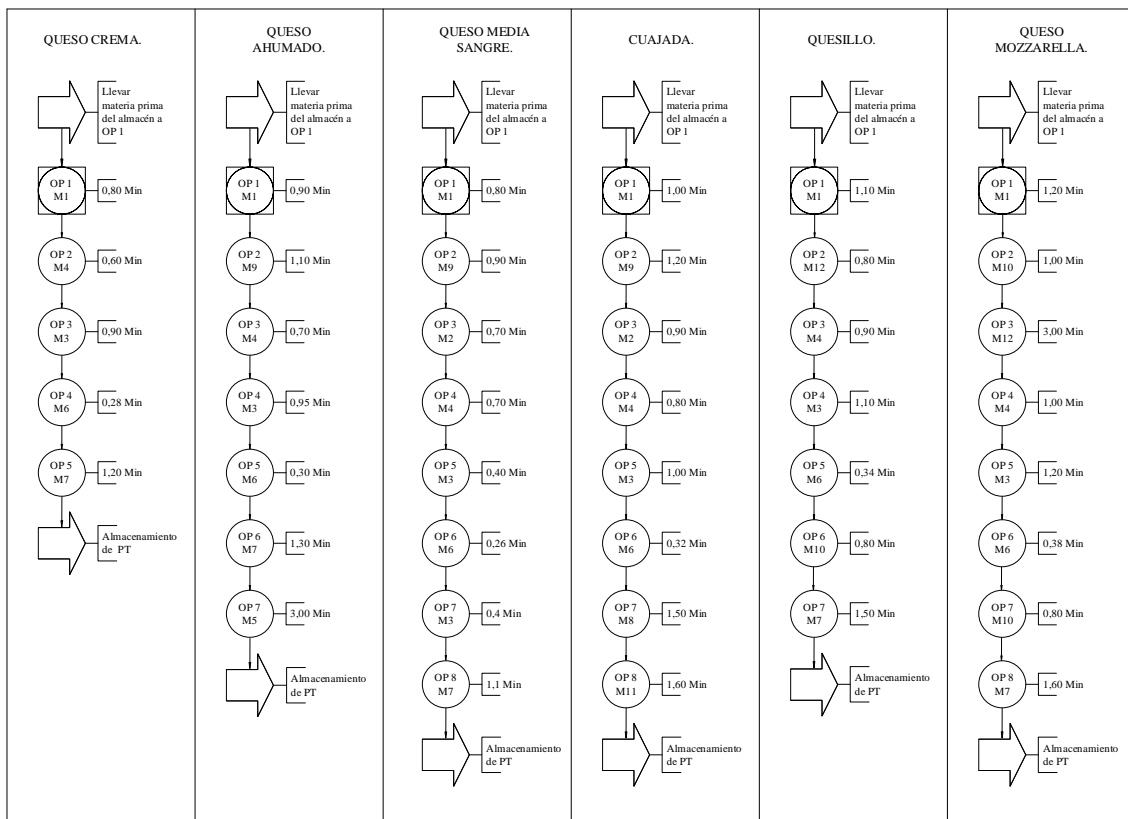 QUESO CREMA.
Llevar
materia prima
del almacén a
OP 1
OP 1
M1
0,80 Min
OP 2
M4
0,60 Min
OP 3
M3
0,90 Min
OP 4
M6
0,28 Min
OP 5
M7
1,20 Min
Almacenamiento
de PT
QUESO
AHUMADO.
Llevar
materia prima
del almacén a
OP 1
OP 1
M1
0,90 Min
OP 2
M9
1,10 Min
OP 3
M4
0,70 Min
OP 4
M3
0,95 Min
OP 5
M6
0,30 Min
OP 6
M7
1,30 Min
OP 7
M5
3,00 Min
Almacenamiento
de PT
QUESO MEDIA
SANGRE.
Llevar
materia prima
del almacén a
OP 1
OP 1
M1
0,80 Min
OP 2
M9
0,90 Min
OP 3
M2
0,70 Min
OP 4
M4
0,70 Min
OP 5
M3
0,40 Min
OP 6
M6
0,26 Min
OP 7
M3
0,4 Min
OP 8
M7
1,1 Min
Almacenamiento
de PT
CUAJADA.
Llevar
materia prima
del almacén a
OP 1
OP 1
M1
1,00 Min
OP 2
M9
1,20 Min
OP 3
M2
0,90 Min
OP 4
M4
0,80 Min
OP 5
M3
1,00 Min
OP 6
M6
0,32 Min
OP 7
M8
1,50 Min
OP 8
M11
1,60 Min
Almacenamiento
de PT
QUESILLO.
Llevar
materia prima
del almacén a
OP 1
OP 1
M1
1,10 Min
OP 2
M12
0,80 Min
OP 3
M4
0,90 Min
OP 4
M3
1,10 Min
OP 5
M6
0,34 Min
OP 6
M10
0,80 Min
OP 7
M7
1,50 Min
Almacenamiento
de PT
QUESO
MOZZARELLA.
Llevar
materia prima
del almacén a
OP 1
OP 1
M1
1,20 Min
OP 2
M10
1,00 Min
OP 3
M12
3,00 Min
OP 4
M4
1,00 Min
OP 5
M3
1,20 Min
OP 6
M6
0,38 Min
OP 7
M10
0,80 Min
OP 8
M7
1,60 Min
Almacenamiento
de PT